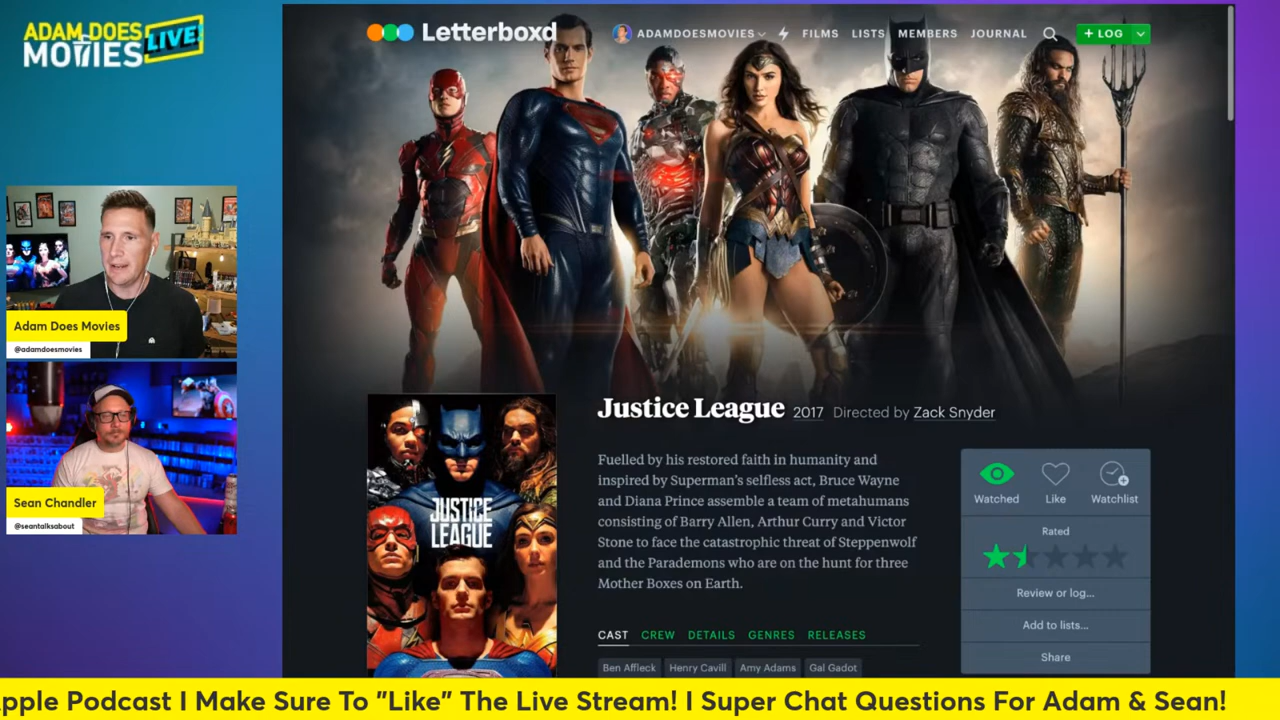 ADAM DOES
MOVIES LIVE!
Letterboxd
ADAMDOESMOVIES
FILMS
LISTS
MEMBERS
JOURNAL
+ LOG
Adam Does Movies
@adamdoesmovies
Sean Chandler
@seantalksabout
JUSTICE
LEAGUE
Justice League 2017 Directed by Zack Snyder
Fuelled by his restored faith in humanity and
inspired by Superman's selfless act, Bruce Wayne
and Diana Prince assemble a team of metahumans
consisting of Barry Allen, Arthur Curry and Victor
Stone to face the catastrophic threat of Steppenwolf
and the Parademons who are on the hunt for three
Mother Boxes on Earth.
CAST CREW DETAILS GENRES RELEASES
Ben Affleck Henry Cavill Amy Adams Gal Gadot
Watched Like Watchlist
Rated
Review or log...
Add to lists...
Share
pple Podcast I Make Sure To "Like" The Live Stream! I Super Chat Questions For Adam & Sean!